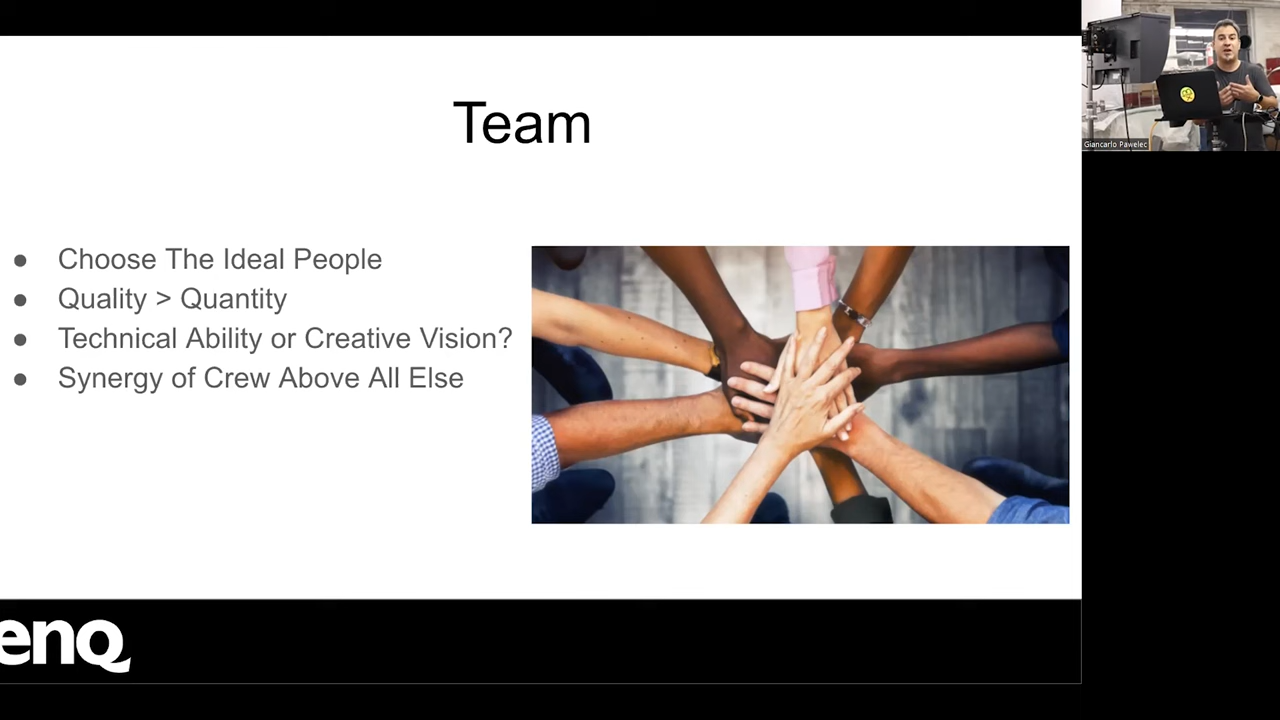 Team
● Choose The Ideal People
● Quality > Quantity
● Technical Ability or Creative Vision?
● Synergy of Crew Above All Else
enQ
Giancarlo Pawelec